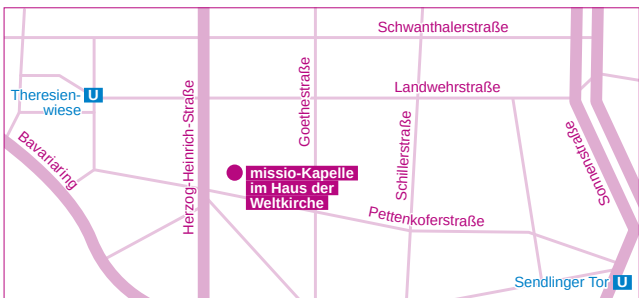 Schwanthalerstraße
Landwehrstraße
Theresien-
wiese
U
Bavariaring
Herzog-Heinrich-Straße
Goethestraße
Schillerstraße
Sonnenstraße
missio-Kapelle
im Haus der
Weltkirche
Pettenkoferstraße
Sendlinger Tor U